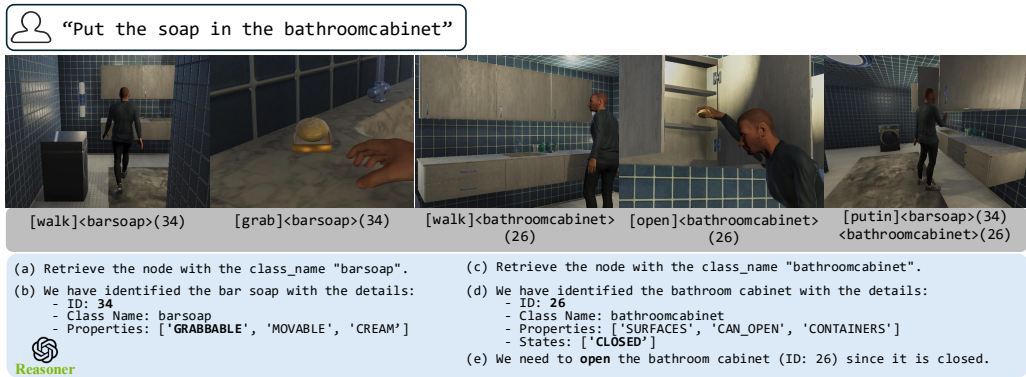 “Put the soap in the bathroomcabinet”
[walk]<barsoap>(34)
[grab]<barsoap>(34)
[walk]<bathroomcabinet>
(26)
[open]<bathroomcabinet>
(26)
[putin]<barsoap>(34)
<bathroomcabinet>(26)
(a) Retrieve the node with the class_name "barsoap".
(b) We have identified the bar soap with the details:
- ID: 34
- Class Name: barsoap
- Properties: ['GRABBABLE', 'MOVABLE', 'CREAM’]
Reasoner
(c) Retrieve the node with the class_name "bathroomcabinet".
(d) We have identified the bathroom cabinet with the details:
- ID: 26
- Class Name: bathroomcabinet
- Properties: ['SURFACES', 'CAN_OPEN', 'CONTAINERS']
- States: ['CLOSED’]
(e) We need to open the bathroom cabinet (ID: 26) since it is closed.